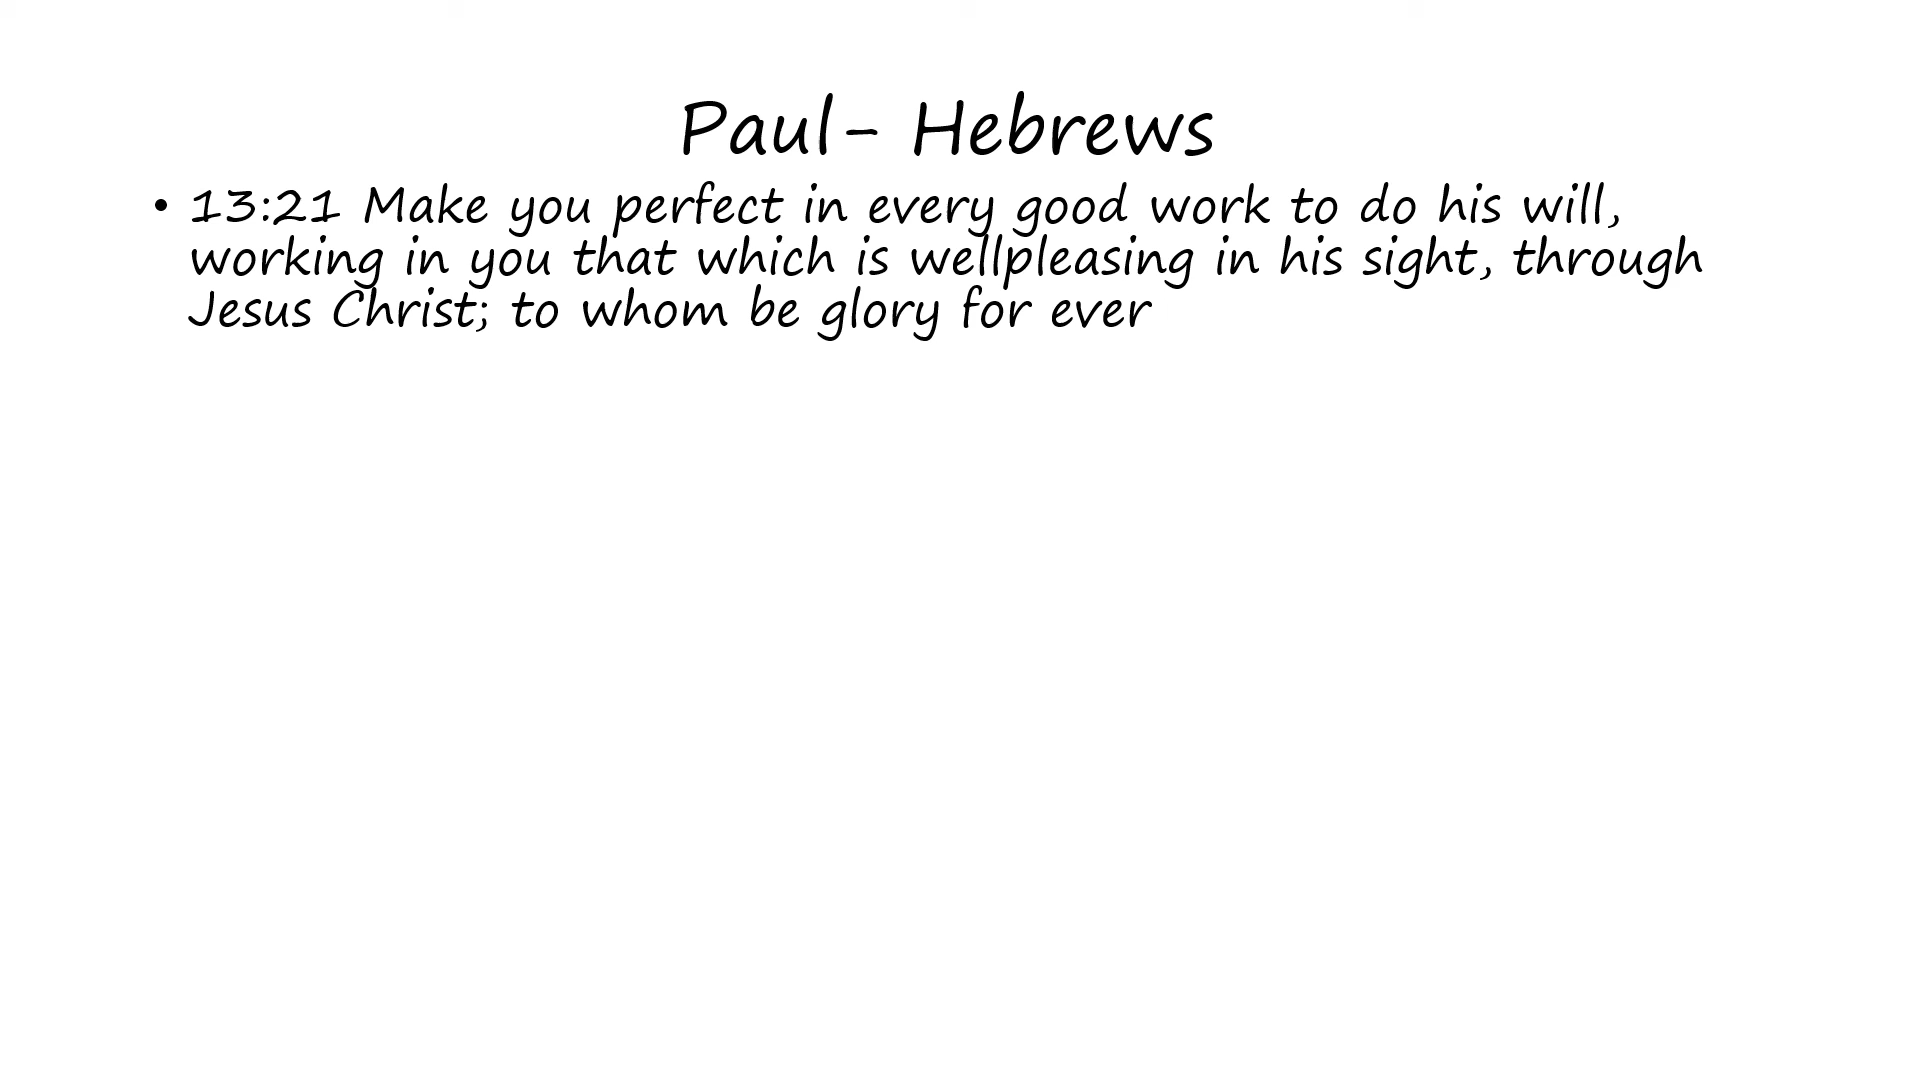 Paul- Hebrews
• 13:21 Make you perfect in every good work to do his will,
working in you that which is wellpleasing in his sight, through
Jesus Christ; to whom be glory for ever